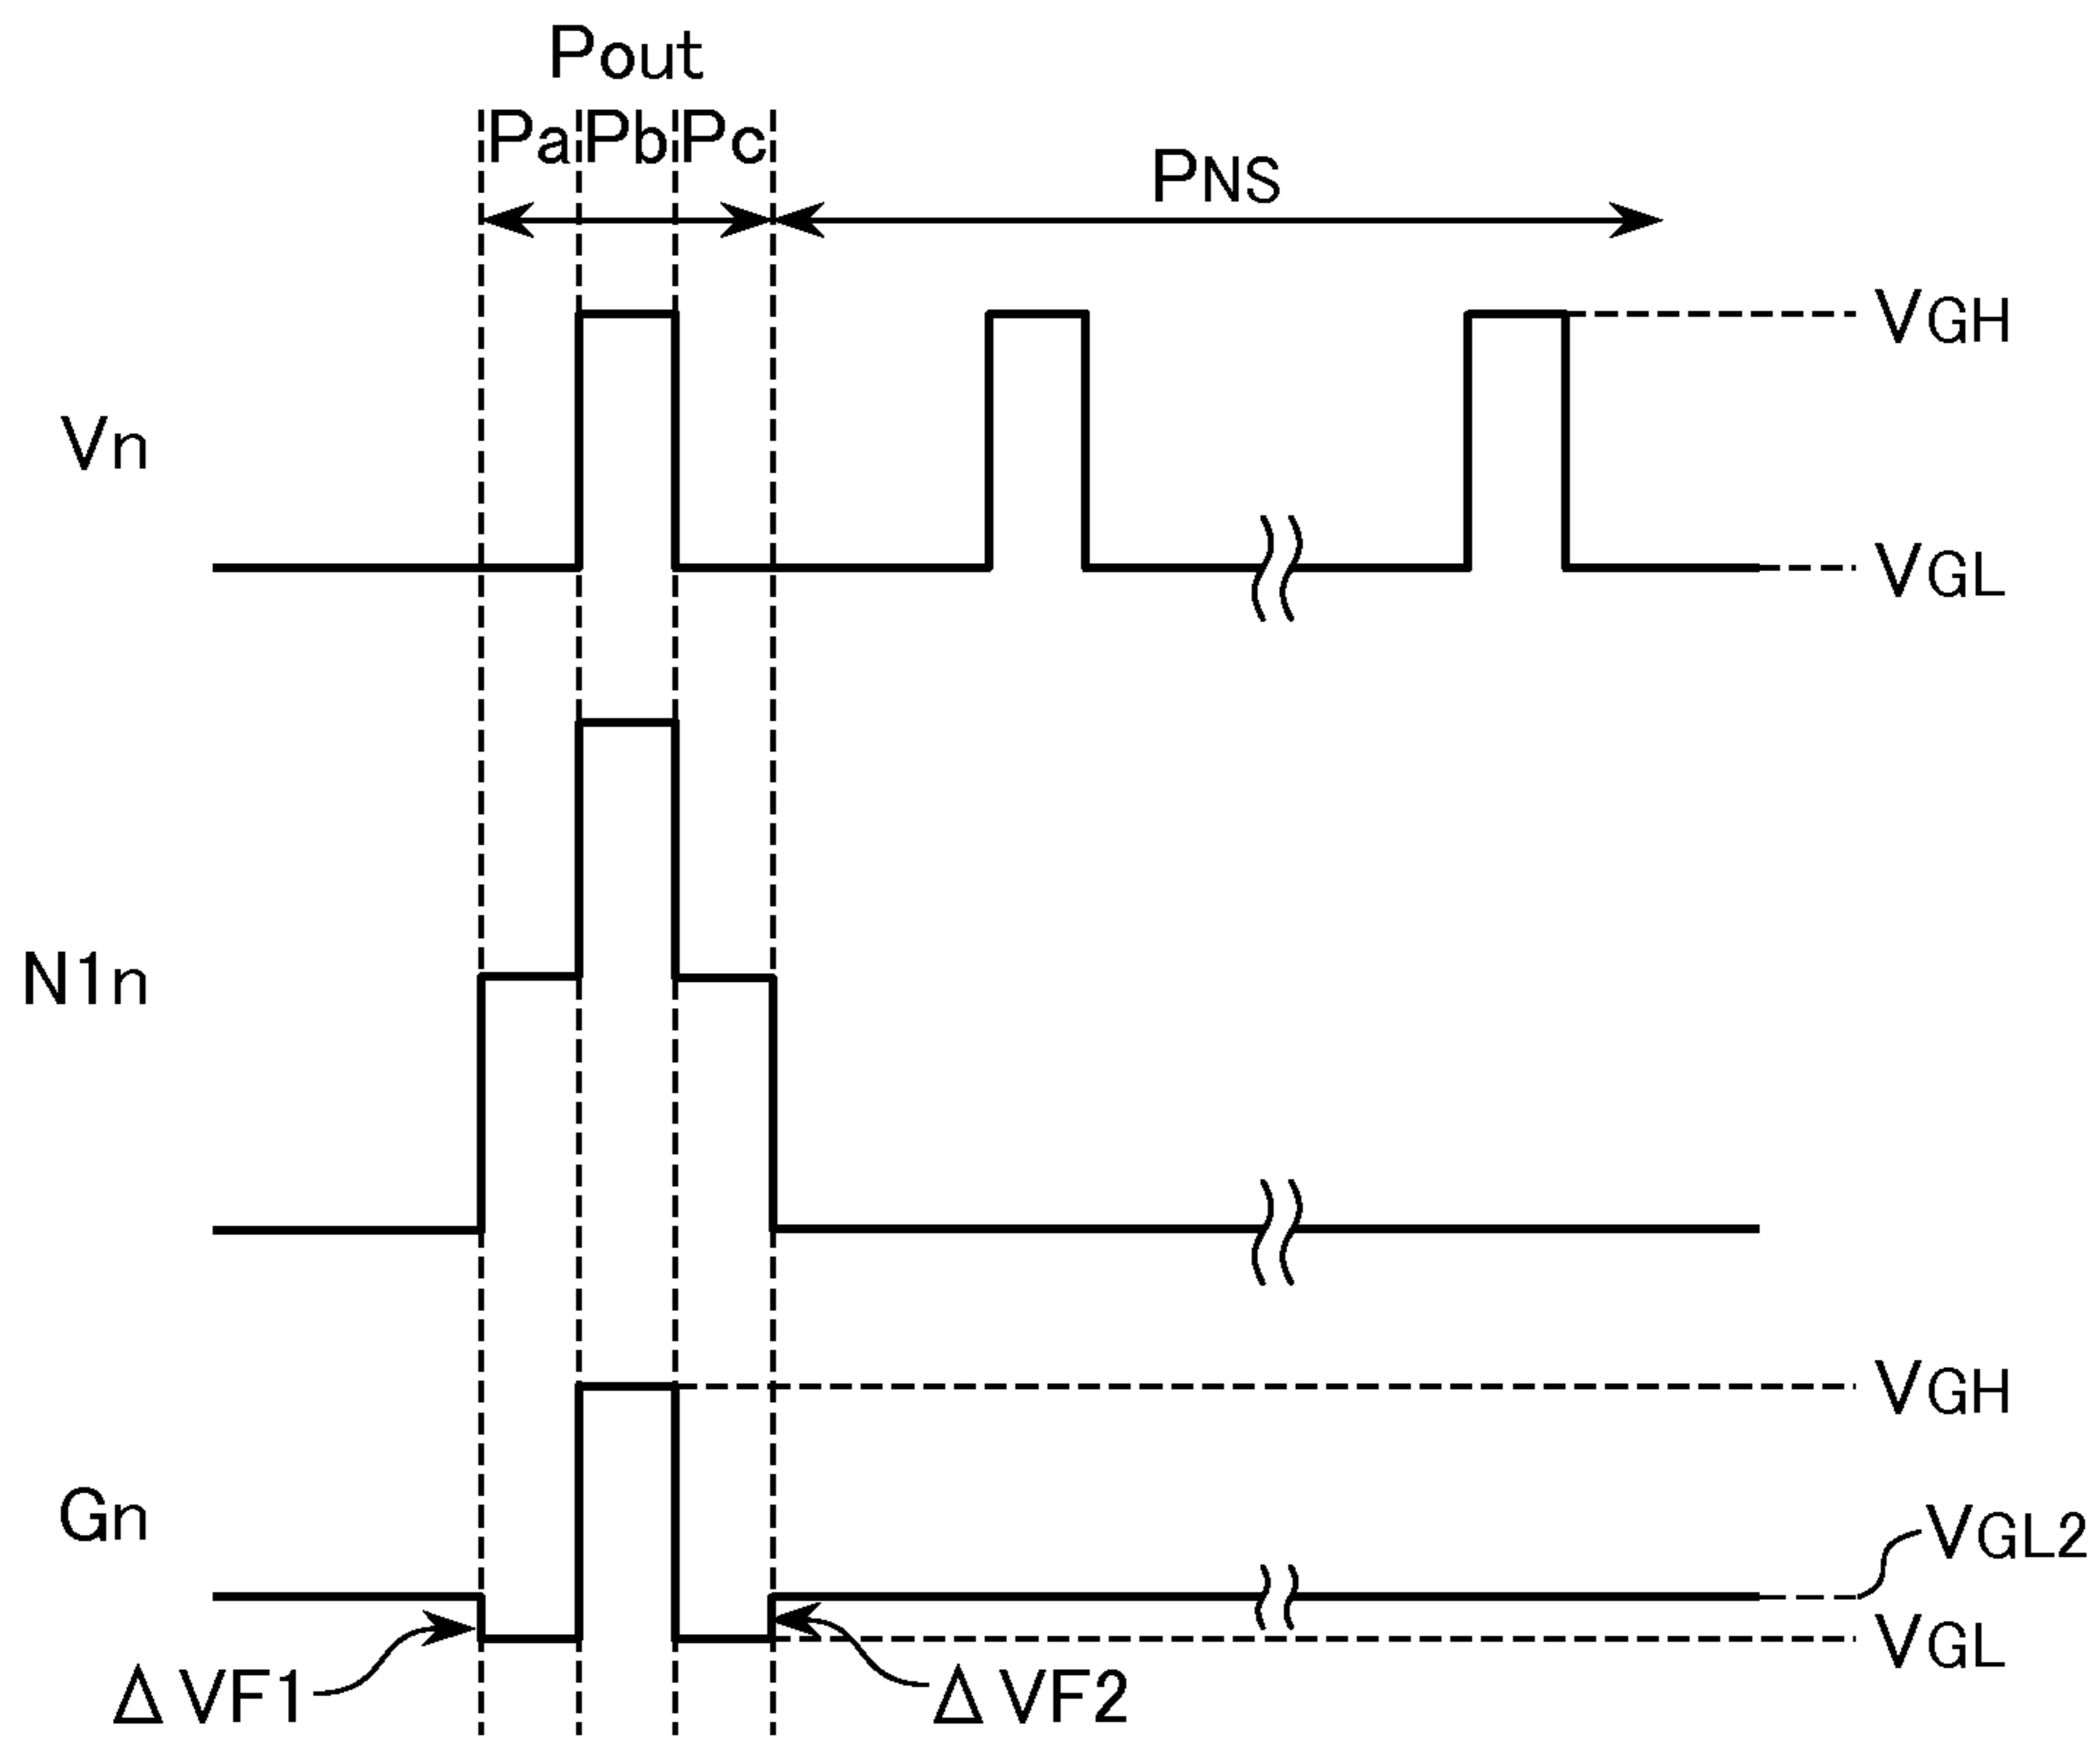 Pout
Pa Pb Pc
PNS
VGH
Vn
VGL
N1n
VGH
Gn
VGL2
VGL
ΔVF1
ΔVF2